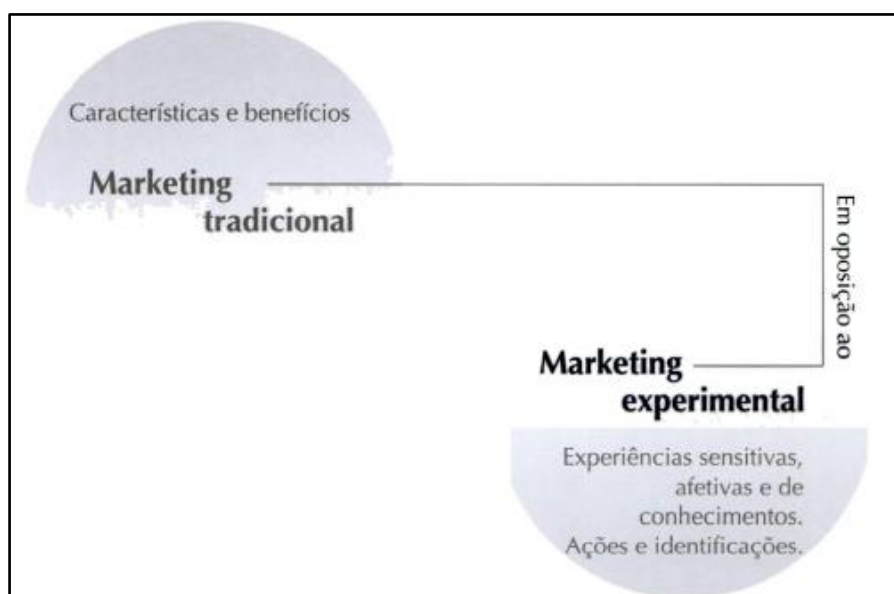 Características e benefícios
Marketing
tradicional
Em oposição ao
Marketing
experimental
Experiências sensitivas,
afetivas e de
conhecimentos.
Ações e identificações.